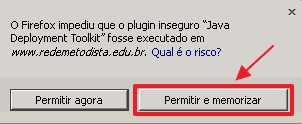 O Firefox impediu que o plugin inseguro "Java
Deployment Toolkit" fosse executado em
www.redemetodista.edu.br. Qual é o risco?
Permitir agora Permitir e memorizar